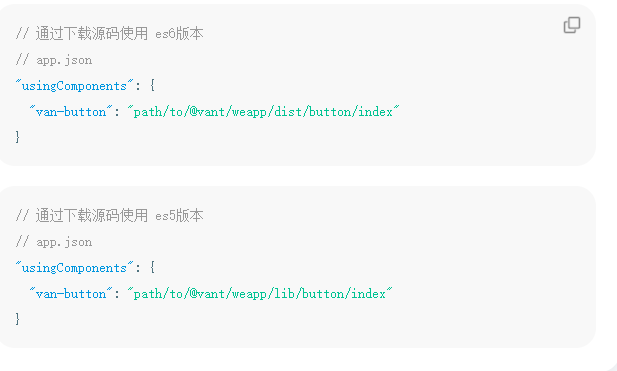 // 通过下载源码使用 es6版本
// app.json
"usingComponents": {
  "van-button": "path/to/@vant/weapp/dist/button/index"
}
// 通过下载源码使用 es5版本
// app.json
"usingComponents": {
  "van-button": "path/to/@vant/weapp/lib/button/index"
}